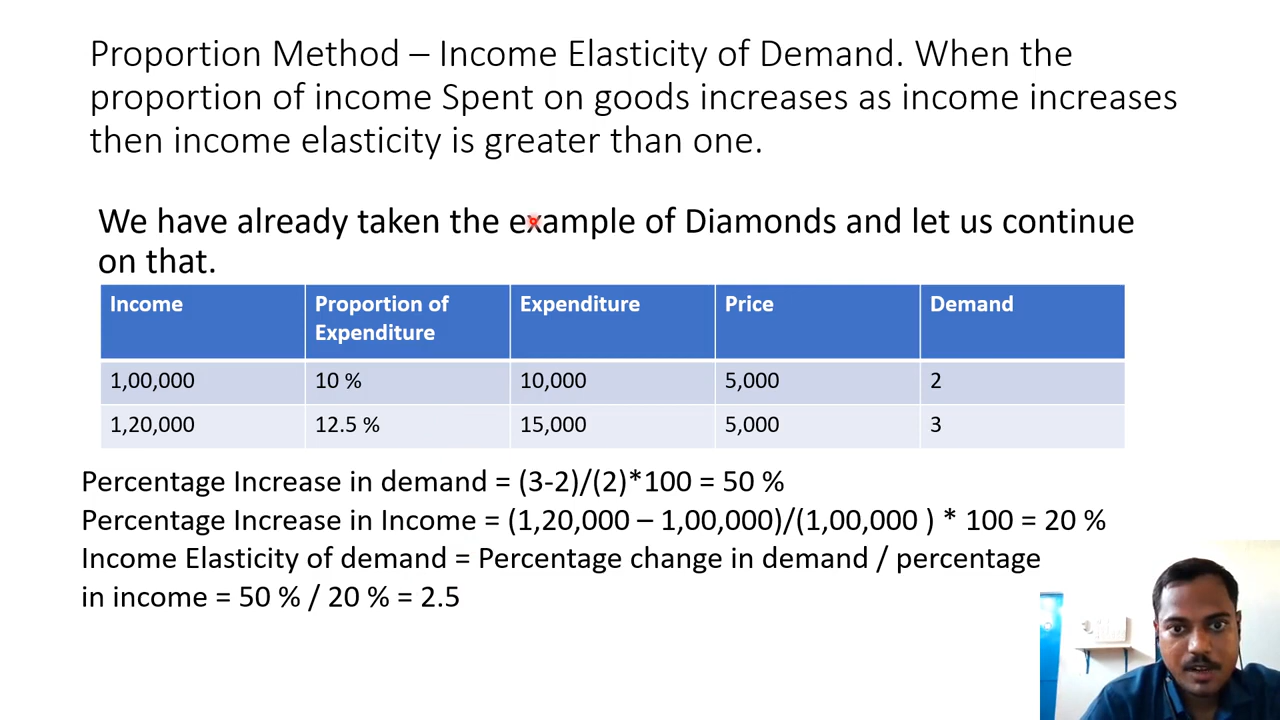 Proportion Method – Income Elasticity of Demand. When the
proportion of income Spent on goods increases as income increases
then income elasticity is greater than one.
We have already taken the example of Diamonds and let us continue
on that.
Income Proportion of Expenditure Expenditure Price Demand
1,00,000 10 % 10,000 5,000 2
1,20,000 12.5 % 15,000 5,000 3
Percentage Increase in demand = (3-2)/(2)*100 = 50 %
Percentage Increase in Income = (1,20,000 – 1,00,000)/(1,00,000 ) * 100 = 20 %
Income Elasticity of demand = Percentage change in demand / percentage
in income = 50 % / 20 % = 2.5